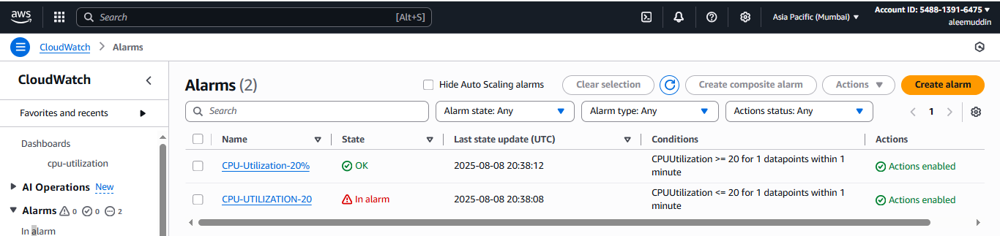 aws
Search [Alt+S]
Asia Pacific (Mumbai)
Account ID: 5488-1391-6475
aleemuddin
CloudWatch > Alarms
CloudWatch
Favorites and recents
Dashboards
cpu-utilization
AI Operations New
Alarms 0 0 2
In alarm
Alarms (2)
Hide Auto Scaling alarms
Clear selection
Create composite alarm
Actions
Create alarm
Search
Alarm state: Any
Alarm type: Any
Actions status: Any
1
Name State Last state update (UTC) Conditions Actions
CPU-Utilization-20% OK 2025-08-08 20:38:12 CPUUtilization >= 20 for 1 datapoints within 1
minute
Actions enabled
CPU-UTILIZATION-20 In alarm 2025-08-08 20:38:08 CPUUtilization <= 20 for 1 datapoints within 1
minute
Actions enabled